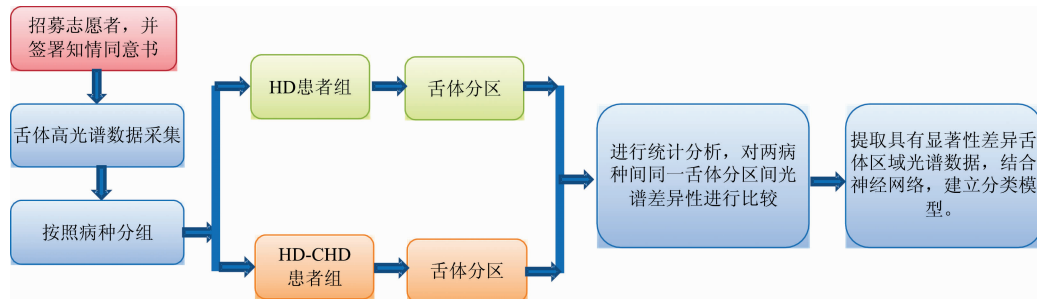 招募志愿者，并
签署知情同意书
舌体高光谱数据采集
按照病种分组
HD患者组
舌体分区
HD-CHD
患者组
舌体分区
进行统计分析，对两病
种间同一舌体分区间光
谱差异性进行比较
提取具有显著性差异舌
体区域光谱数据，结合
神经网络，建立分类模
型。